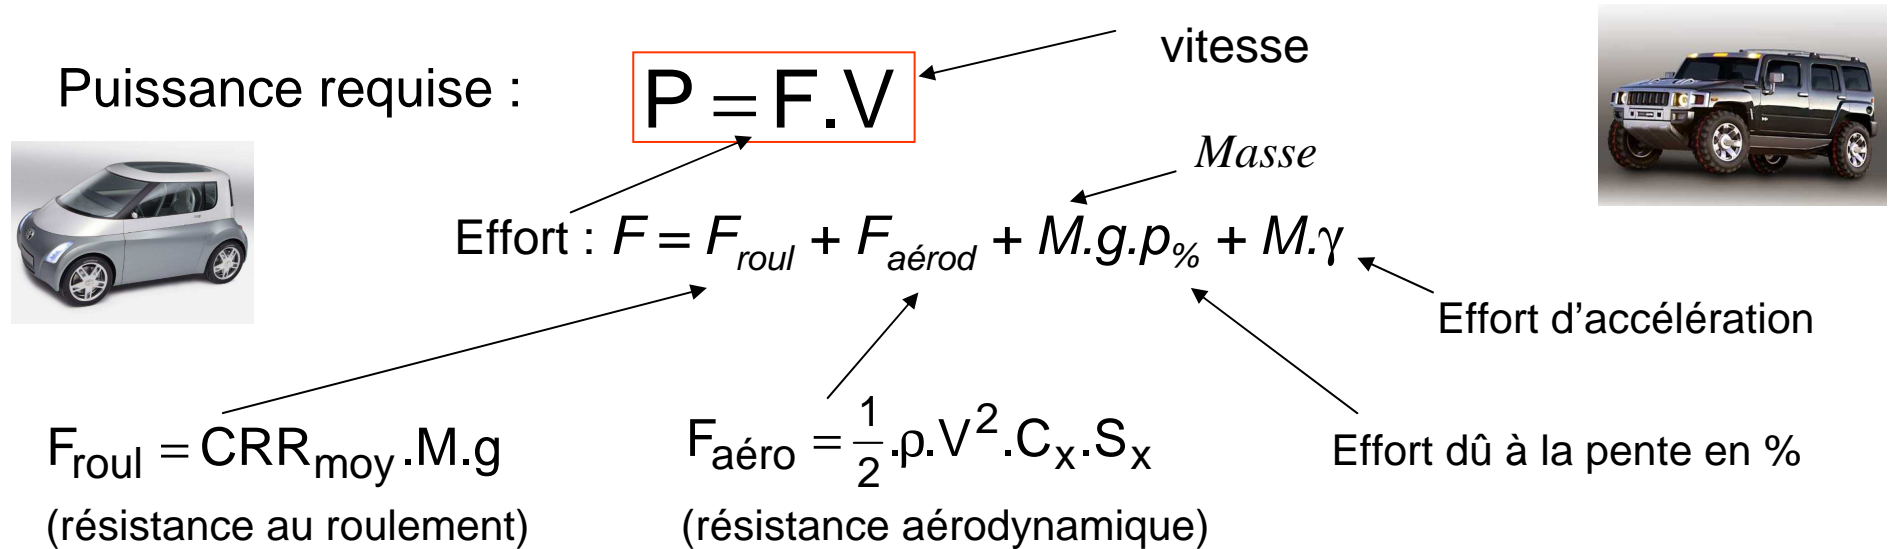 vitesse
Puissance requise : P = F.V
Masse
Effort : F = F_roul + F_aérod + M.g.p_% + M.γ
Effort d’accélération
F_roul = CRR_moy.M.g
F_aéro = 1/2.ρ.V².C_x.S_x
Effort dû à la pente en %
(résistance au roulement)
(résistance aérodynamique)